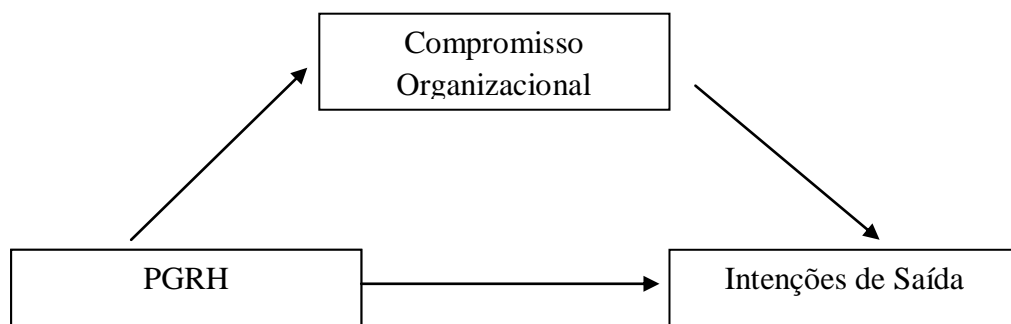 Compromisso
Organizacional
PGRH
Intenções de Saída